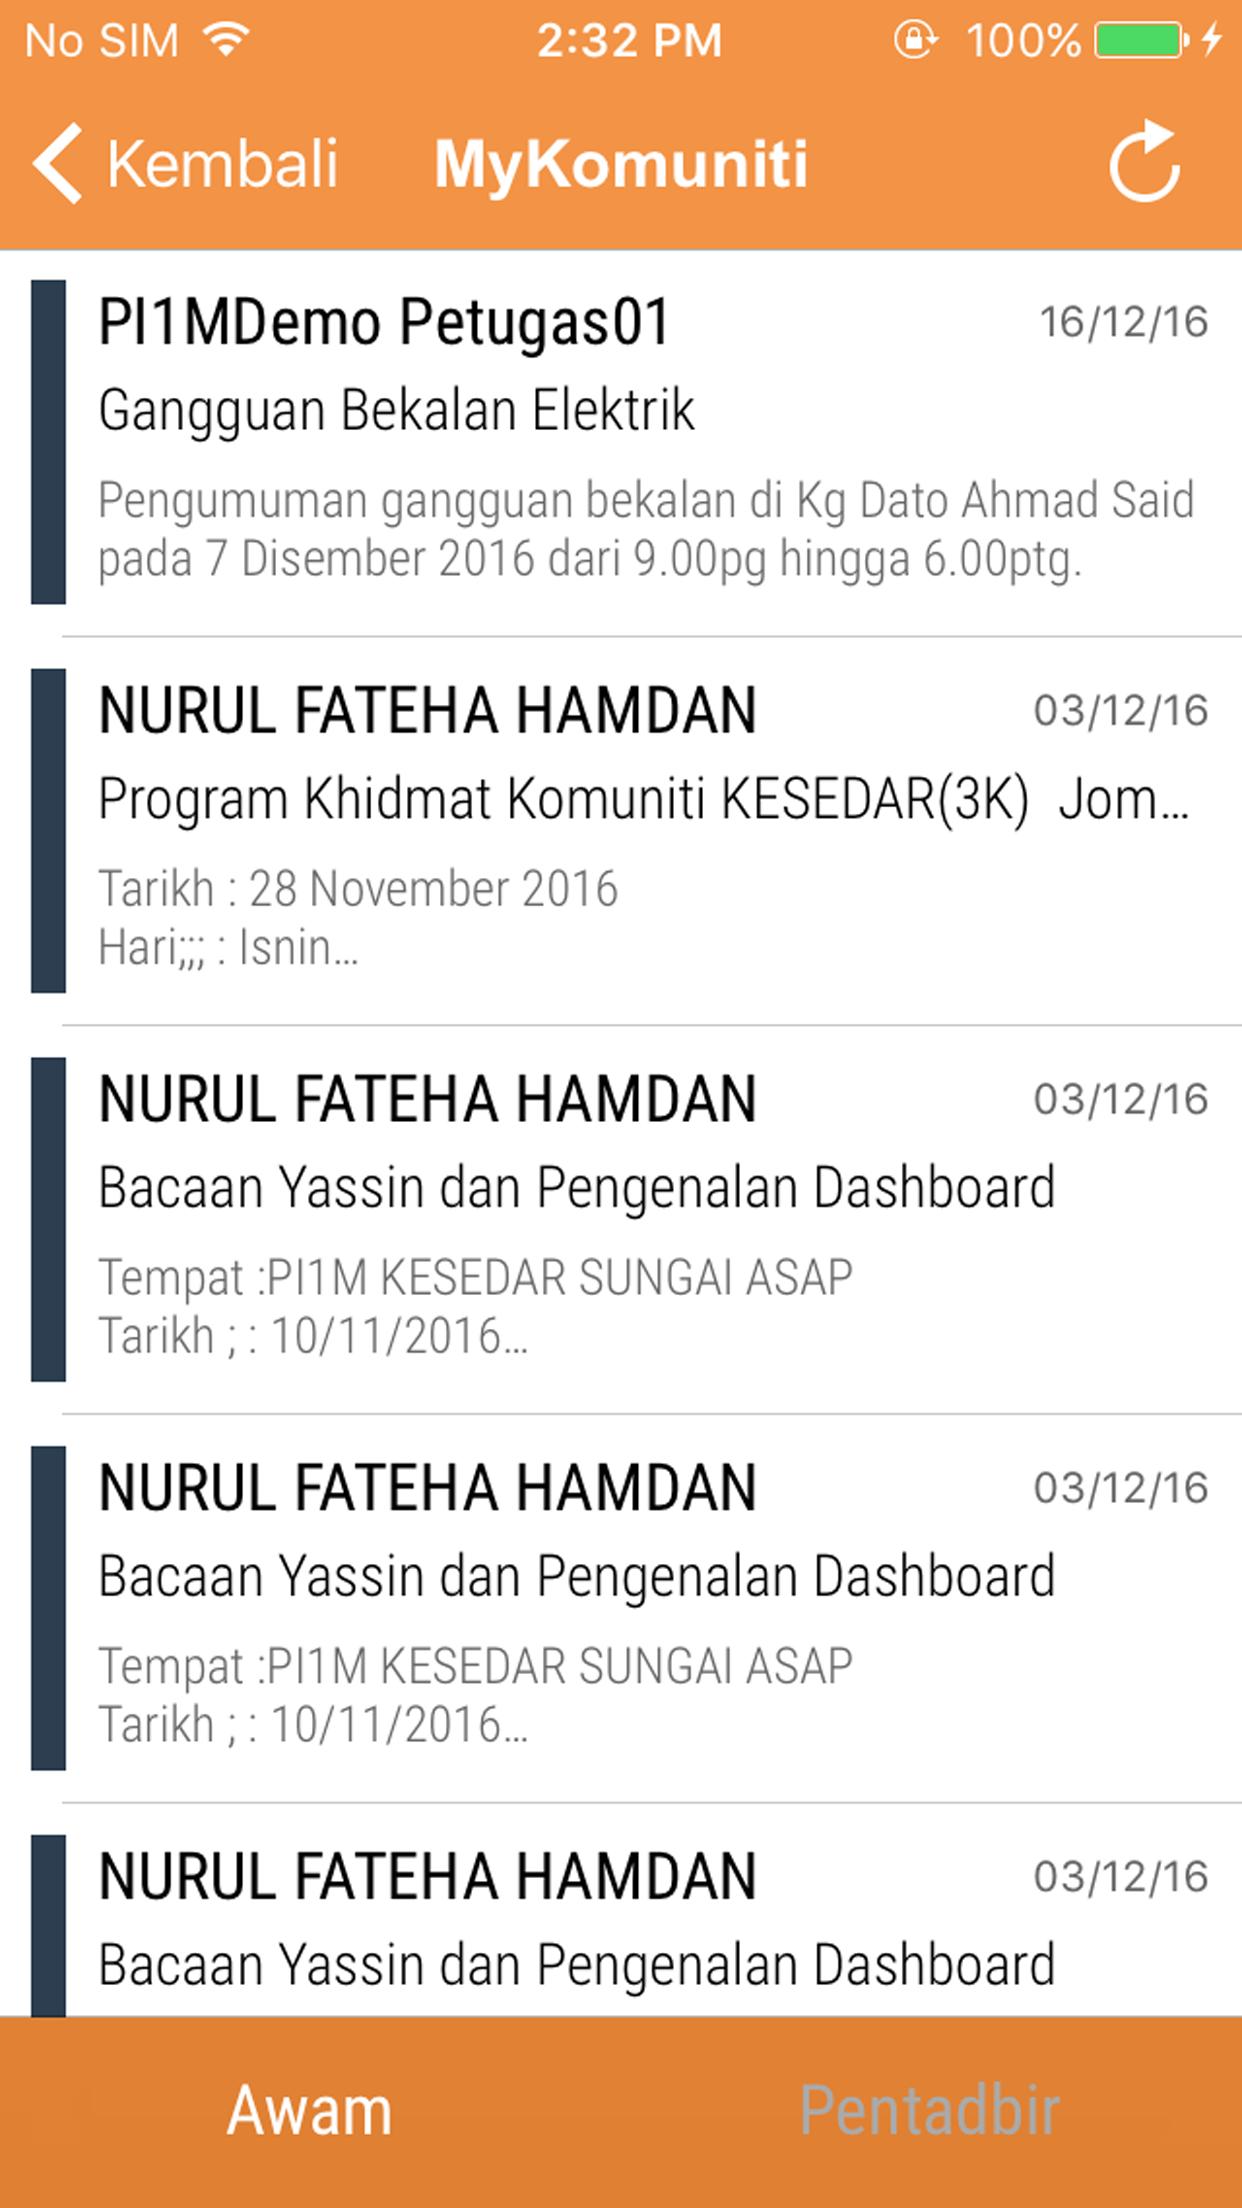 No SIM 2:32 PM 100%
Kembali MyKomuniti
PI1MDemo Petugas01 16/12/16
Gangguan Bekalan Elektrik
Pengumuman gangguan bekalan di Kg Dato Ahmad Said
pada 7 Disember 2016 dari 9.00pg hingga 6.00ptg.
NURUL FATEHA HAMDAN 03/12/16
Program Khidmat Komuniti KESEDAR(3K)  Jom...
Tarikh : 28 November 2016
Hari;;; : Isnin...
NURUL FATEHA HAMDAN 03/12/16
Bacaan Yassin dan Pengenalan Dashboard
Tempat :PI1M KESEDAR SUNGAI ASAP
Tarikh ; : 10/11/2016...
NURUL FATEHA HAMDAN 03/12/16
Bacaan Yassin dan Pengenalan Dashboard
Tempat :PI1M KESEDAR SUNGAI ASAP
Tarikh ; : 10/11/2016...
NURUL FATEHA HAMDAN 03/12/16
Bacaan Yassin dan Pengenalan Dashboard
Awam Pentadbir